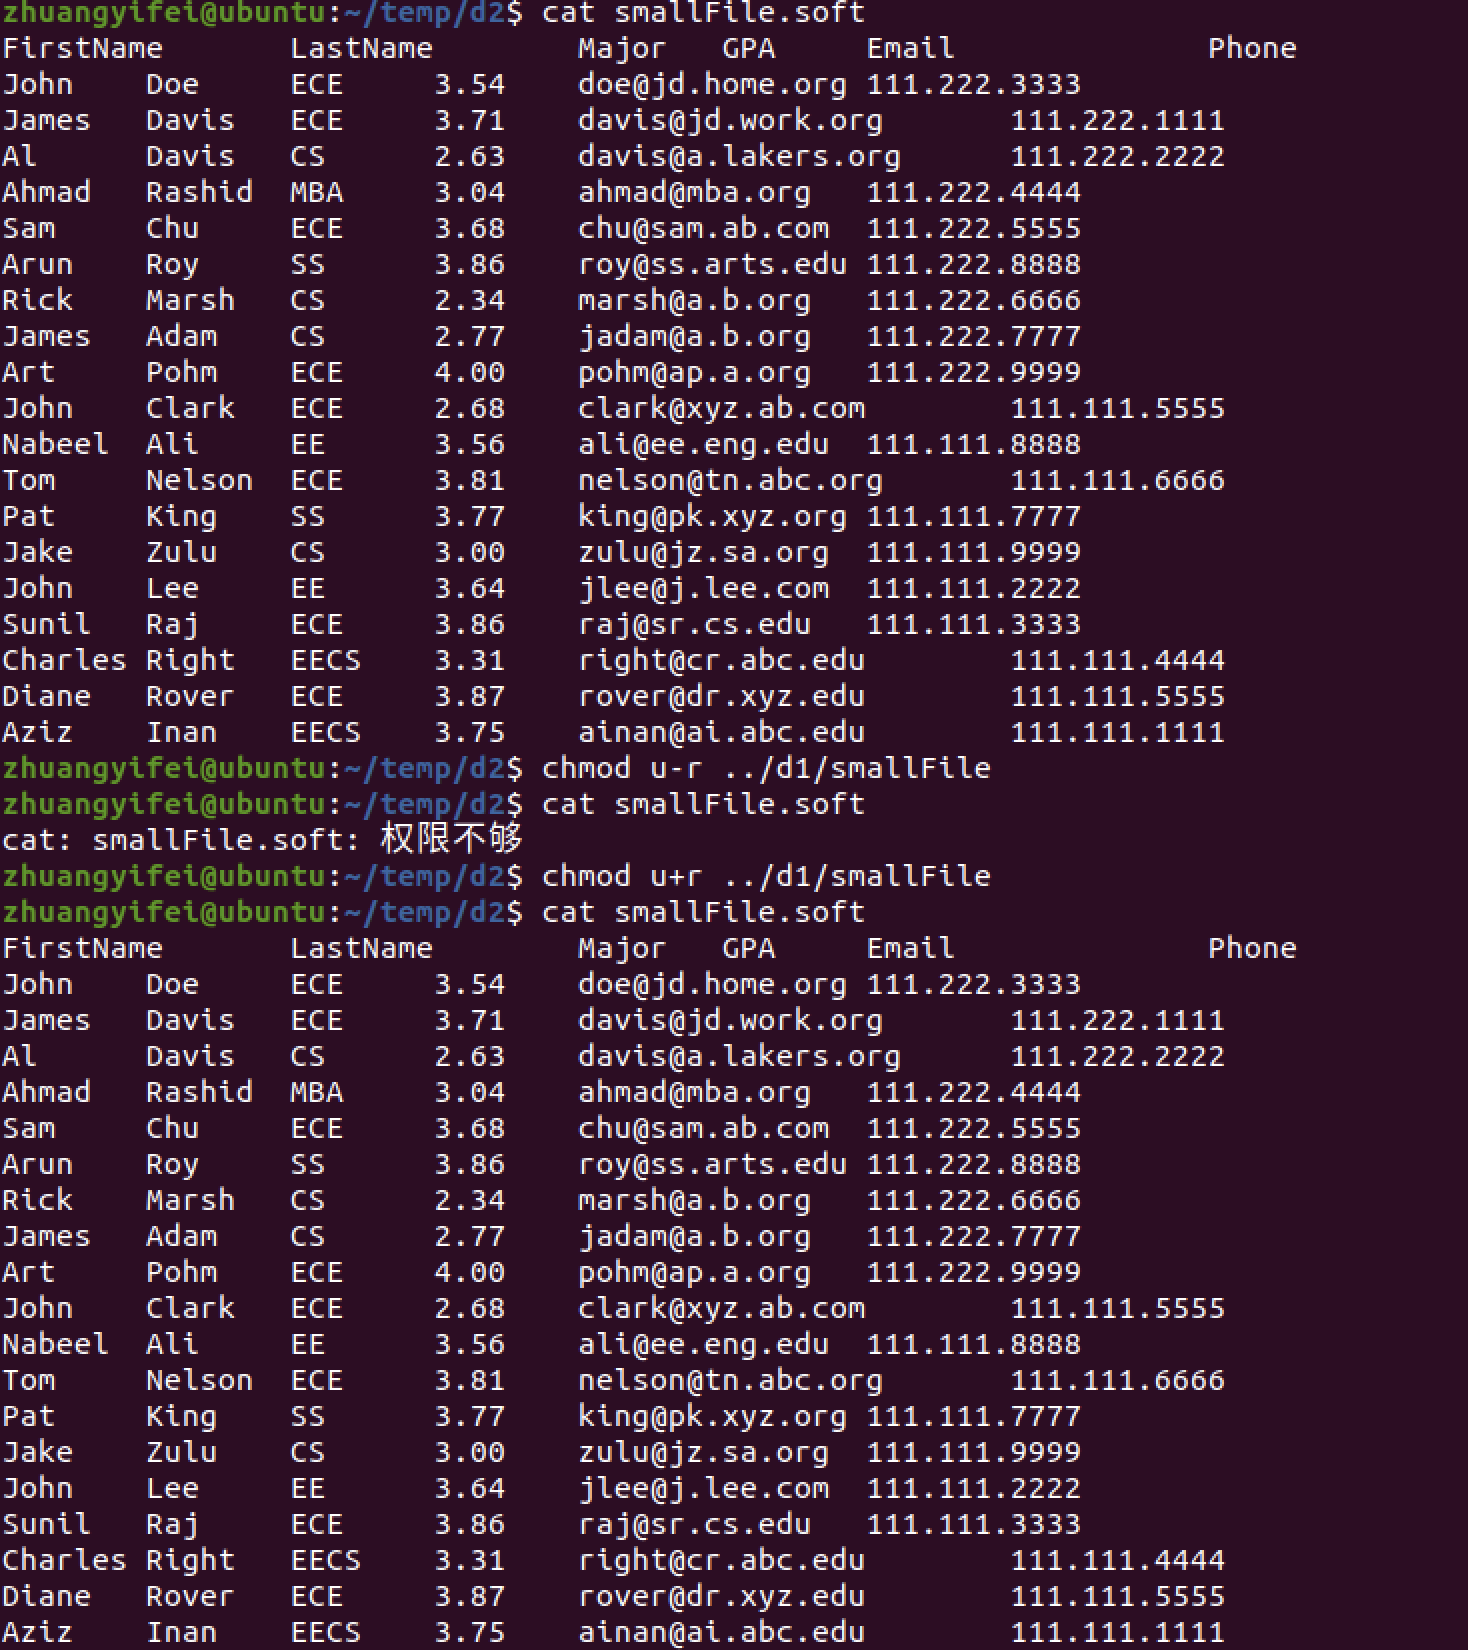 zhuangyifei@ubuntu:~/temp/d2$ cat smallFile.soft
FirstName LastName Major GPA Email Phone
John Doe ECE 3.54 doe@jd.home.org 111.222.3333
James Davis ECE 3.71 davis@jd.work.org 111.222.1111
Al Davis CS 2.63 davis@a.lakers.org 111.222.2222
Ahmad Rashid MBA 3.04 ahmad@mba.org 111.222.4444
Sam Chu ECE 3.68 chu@sam.ab.com 111.222.5555
Arun Roy SS 3.86 roy@ss.arts.edu 111.222.8888
Rick Marsh CS 2.34 marsh@a.b.org 111.222.6666
James Adam CS 2.77 jadam@a.b.org 111.222.7777
Art Pohm ECE 4.00 pohm@ap.a.org 111.222.9999
John Clark ECE 2.68 clark@xyz.ab.com 111.111.5555
Nabeel Ali EE 3.56 ali@ee.eng.edu 111.111.8888
Tom Nelson ECE 3.81 nelson@tn.abc.org 111.111.6666
Pat King SS 3.77 king@pk.xyz.org 111.111.7777
Jake Zulu CS 3.00 zulu@jz.sa.org 111.111.9999
John Lee EE 3.64 jlee@j.lee.com 111.111.2222
Sunil Raj ECE 3.86 raj@sr.cs.edu 111.111.3333
Charles Right EECS 3.31 right@cr.abc.edu 111.111.4444
Diane Rover ECE 3.87 rover@dr.xyz.edu 111.111.5555
Aziz Inan EECS 3.75 ainan@ai.abc.edu 111.111.1111
zhuangyifei@ubuntu:~/temp/d2$ chmod u-r ../d1/smallFile
zhuangyifei@ubuntu:~/temp/d2$ cat smallFile.soft
cat: smallFile.soft: 权限不够
zhuangyifei@ubuntu:~/temp/d2$ chmod u+r ../d1/smallFile
zhuangyifei@ubuntu:~/temp/d2$ cat smallFile.soft
FirstName LastName Major GPA Email Phone
John Doe ECE 3.54 doe@jd.home.org 111.222.3333
James Davis ECE 3.71 davis@jd.work.org 111.222.1111
Al Davis CS 2.63 davis@a.lakers.org 111.222.2222
Ahmad Rashid MBA 3.04 ahmad@mba.org 111.222.4444
Sam Chu ECE 3.68 chu@sam.ab.com 111.222.5555
Arun Roy SS 3.86 roy@ss.arts.edu 111.222.8888
Rick Marsh CS 2.34 marsh@a.b.org 111.222.6666
James Adam CS 2.77 jadam@a.b.org 111.222.7777
Art Pohm ECE 4.00 pohm@ap.a.org 111.222.9999
John Clark ECE 2.68 clark@xyz.ab.com 111.111.5555
Nabeel Ali EE 3.56 ali@ee.eng.edu 111.111.8888
Tom Nelson ECE 3.81 nelson@tn.abc.org 111.111.6666
Pat King SS 3.77 king@pk.xyz.org 111.111.7777
Jake Zulu CS 3.00 zulu@jz.sa.org 111.111.9999
John Lee EE 3.64 jlee@j.lee.com 111.111.2222
Sunil Raj ECE 3.86 raj@sr.cs.edu 111.111.3333
Charles Right EECS 3.31 right@cr.abc.edu 111.111.4444
Diane Rover ECE 3.87 rover@dr.xyz.edu 111.111.5555
Aziz Inan EECS 3.75 ainan@ai.abc.edu 111.111.1111